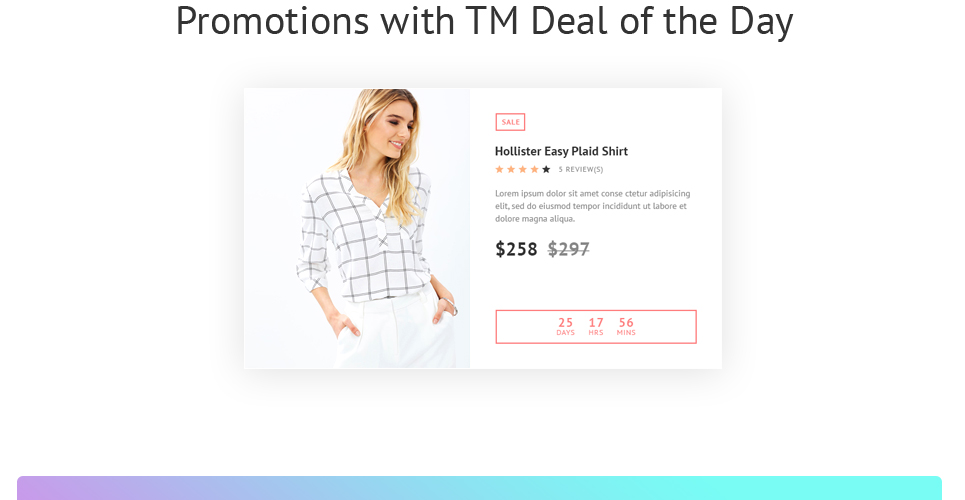 Promotions with TM Deal of the Day
SALE
Hollister Easy Plaid Shirt
3 REVIEW(S)
Lorem ipsum dolor sit amet conse ctetur adipisicing
elit, sed do eiusmod tempor incididunt ut labore et
dolore magna aliqua.
$258 $297
25 17 56
DAYS HRS MINS